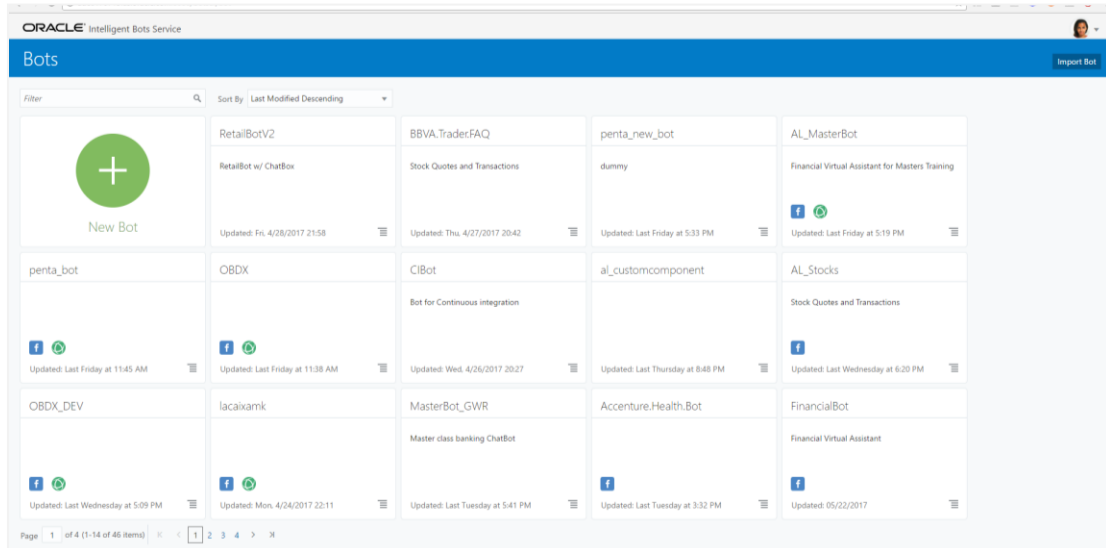 ORACLE® Intelligent Bots Service
Bots
Import Bot
Filter
Sort By Last Modified Descending
New Bot
RetailBotV2
RetailBot w/ ChatBox
Updated: Fri, 4/28/2017 21:58
BBVA.Trader.FAQ
Stock Quotes and Transactions
Updated: Thu, 4/27/2017 20:42
penta_new_bot
dummy
Updated: Last Friday at 5:33 PM
AL_MasterBot
Financial Virtual Assistant for Masters Training
Updated: Last Friday at 5:19 PM
penta_bot
Updated: Last Friday at 11:45 AM
OBDX
Updated: Last Friday at 11:38 AM
CIBot
Bot for Continuous integration
Updated: Wed, 4/26/2017 20:27
al_customcomponent
Updated: Last Thursday at 8:48 PM
AL_Stocks
Stock Quotes and Transactions
Updated: Last Wednesday at 6:20 PM
OBDX_DEV
Updated: Last Wednesday at 5:09 PM
lacaixamk
Updated: Mon, 4/24/2017 22:11
MasterBot_GWR
Master class banking ChatBot
Updated: Last Tuesday at 5:41 PM
Accenture.Health.Bot
Updated: Last Tuesday at 3:32 PM
FinancialBot
Financial Virtual Assistant
Updated: 05/22/2017
Page 1 of 4 (1-14 of 46 items) 1 2 3 4